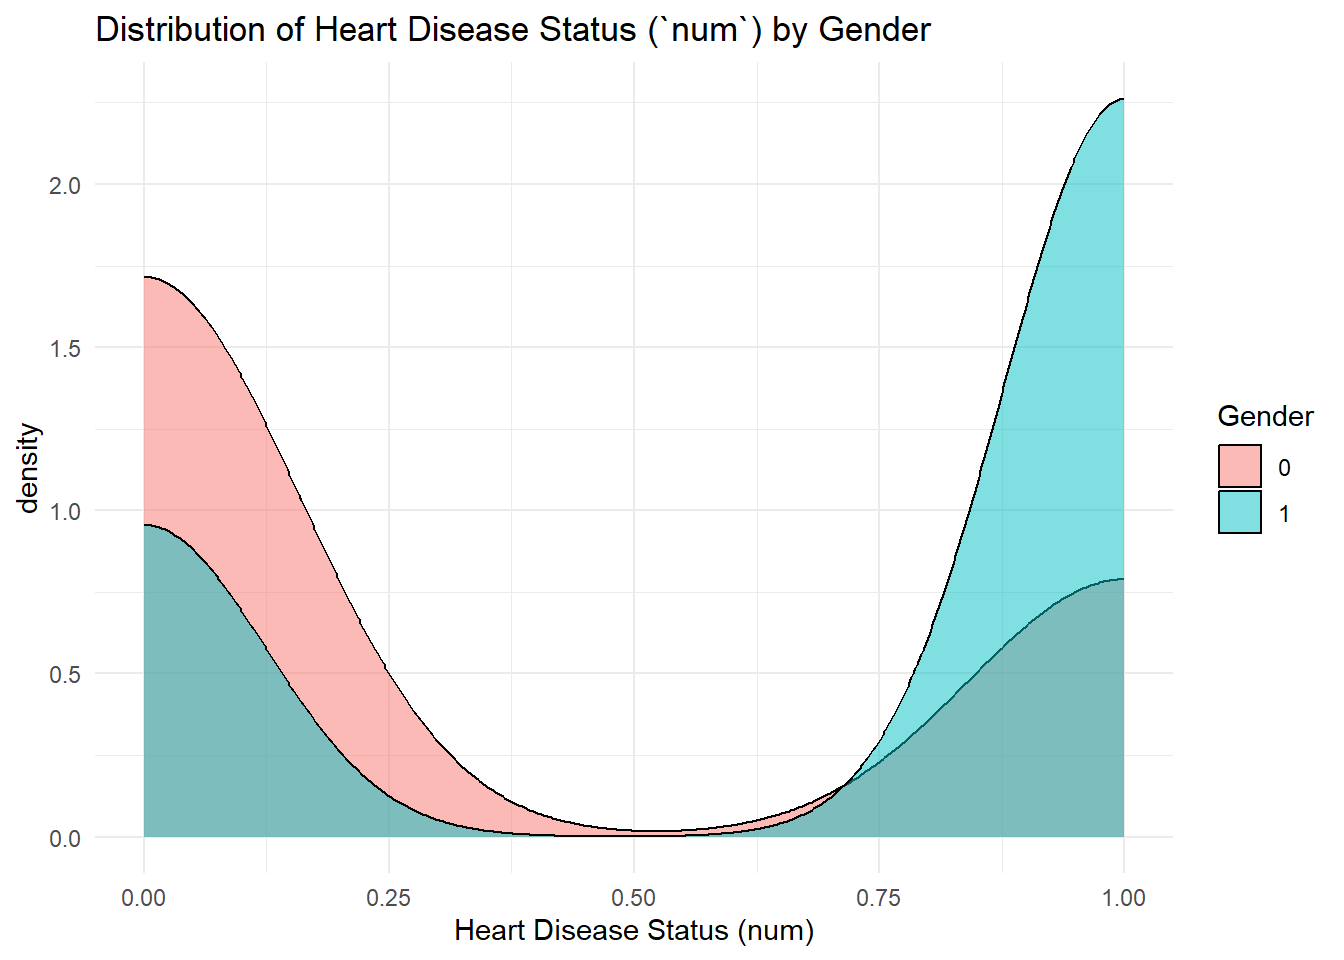 Distribution of Heart Disease Status (`num`) by Gender
2.0
1.5
1.0
0.5
0.0
density
0.00 0.25 0.50 0.75 1.00
Heart Disease Status (num)
Gender
0
1